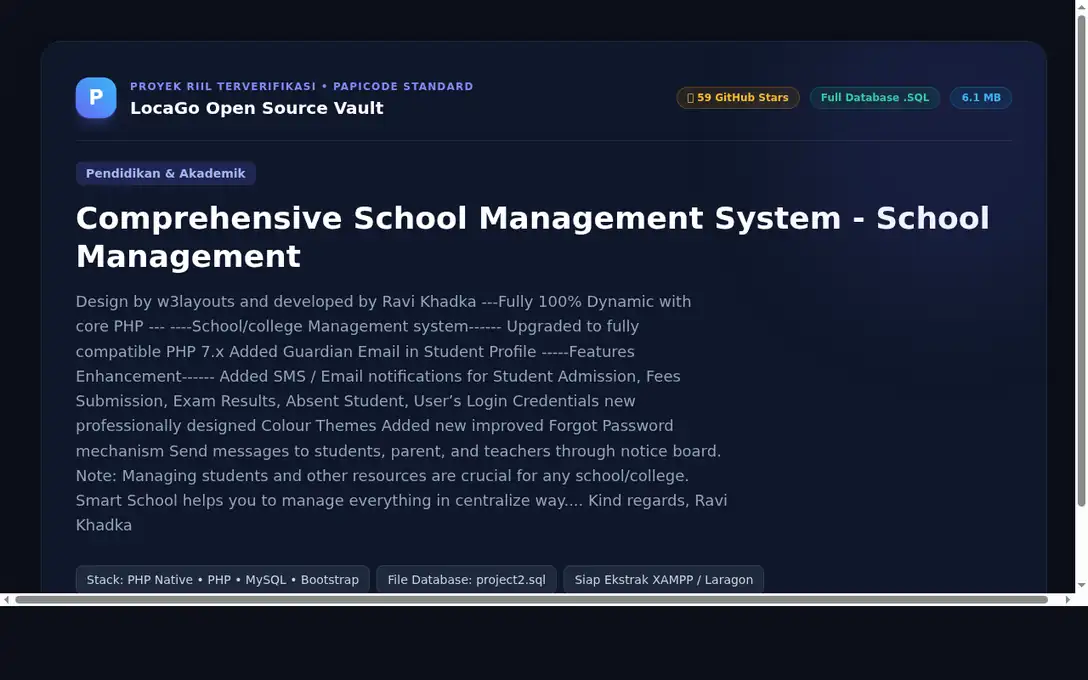 P
PROYEK RIIL TERVERIFIKASI • PAPICODE STANDARD
LocaGo Open Source Vault
59 GitHub Stars
Full Database .SQL
6.1 MB
Pendidikan & Akademik
Comprehensive School Management System - School
Management
Design by w3layouts and developed by Ravi Khadka ---Fully 100% Dynamic with
core PHP --- ----School/college Management system------ Upgraded to fully
compatible PHP 7.x Added Guardian Email in Student Profile -----Features
Enhancement------ Added SMS / Email notifications for Student Admission, Fees
Submission, Exam Results, Absent Student, User’s Login Credentials new
professionally designed Colour Themes Added new improved Forgot Password
mechanism Send messages to students, parent, and teachers through notice board.
Note: Managing students and other resources are crucial for any school/college.
Smart School helps you to manage everything in centralize way.... Kind regards, Ravi
Khadka
Stack: PHP Native • PHP • MySQL • Bootstrap
File Database: project2.sql
Siap Ekstrak XAMPP / Laragon